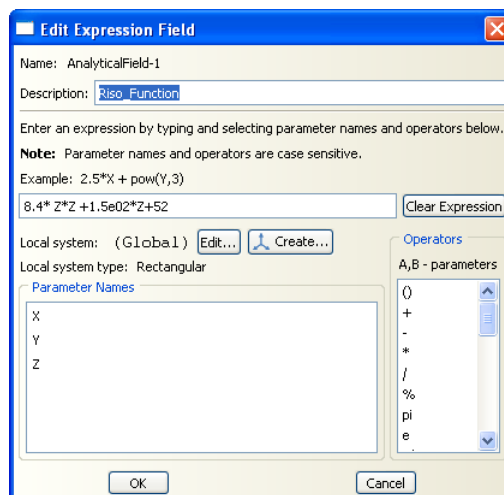 Edit Expression Field
Name: AnalyticalField-1
Description: Riso_Function
Enter an expression by typing and selecting parameter names and operators below.
Note: Parameter names and operators are case sensitive.
Example: 2.5*X + pow(Y,3)
8.4* Z*Z +1.5e02*Z+52
Clear Expression
Local system: (Global) Edit... Create...
Local system type: Rectangular
Parameter Names
X
Y
Z
Operators
A,B - parameters
()
+
-
*
/
%
pi
e
OK Cancel